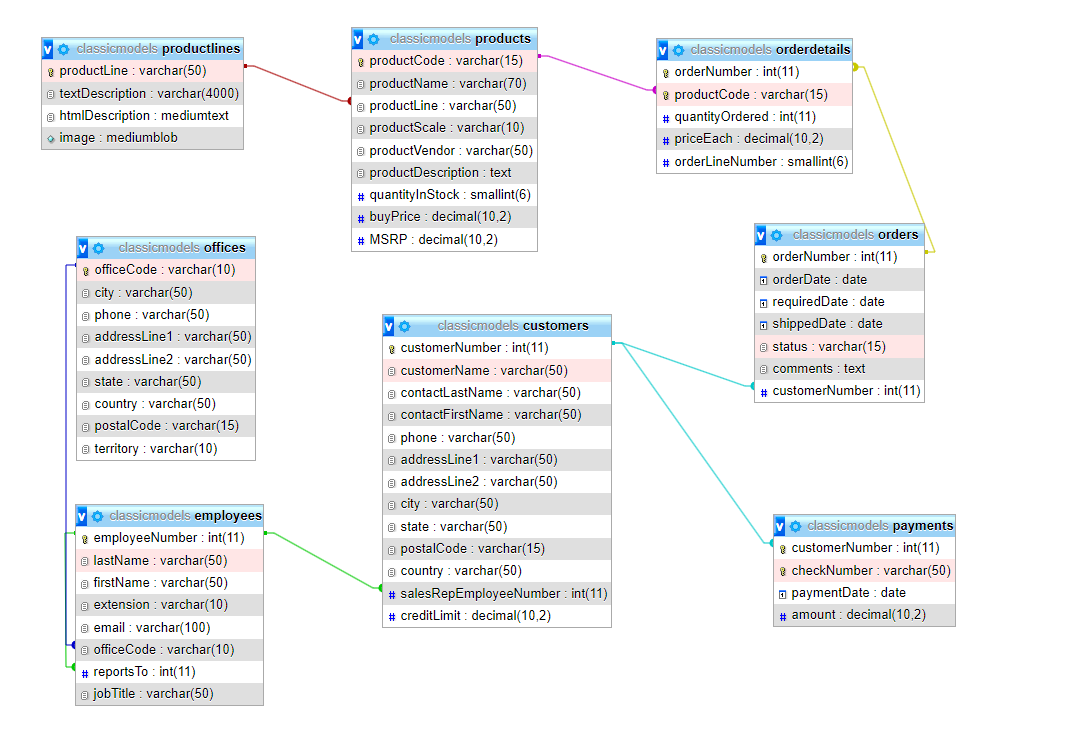 classicmodels productlines
productLine : varchar(50)
textDescription : varchar(4000)
htmlDescription : mediumtext
image : mediumblob
classicmodels products
productCode : varchar(15)
productName : varchar(70)
productLine : varchar(50)
productScale : varchar(10)
productVendor : varchar(50)
productDescription : text
# quantityInStock : smallint(6)
# buyPrice : decimal(10,2)
# MSRP : decimal(10,2)
classicmodels orderdetails
orderNumber : int(11)
productCode : varchar(15)
# quantityOrdered : int(11)
# priceEach : decimal(10,2)
# orderLineNumber : smallint(6)
classicmodels offices
officeCode : varchar(10)
city : varchar(50)
phone : varchar(50)
addressLine1 : varchar(50)
addressLine2 : varchar(50)
state : varchar(50)
country : varchar(50)
postalCode : varchar(15)
territory : varchar(10)
classicmodels orders
orderNumber : int(11)
orderDate : date
requiredDate : date
shippedDate : date
status : varchar(15)
comments : text
# customerNumber : int(11)
classicmodels customers
customerNumber : int(11)
customerName : varchar(50)
contactLastName : varchar(50)
contactFirstName : varchar(50)
phone : varchar(50)
addressLine1 : varchar(50)
addressLine2 : varchar(50)
city : varchar(50)
state : varchar(50)
postalCode : varchar(15)
country : varchar(50)
# salesRepEmployeeNumber : int(11)
# creditLimit : decimal(10,2)
classicmodels employees
employeeNumber : int(11)
lastName : varchar(50)
firstName : varchar(50)
extension : varchar(10)
email : varchar(100)
officeCode : varchar(10)
# reportsTo : int(11)
jobTitle : varchar(50)
classicmodels payments
customerNumber : int(11)
checkNumber : varchar(50)
paymentDate : date
# amount : decimal(10,2)